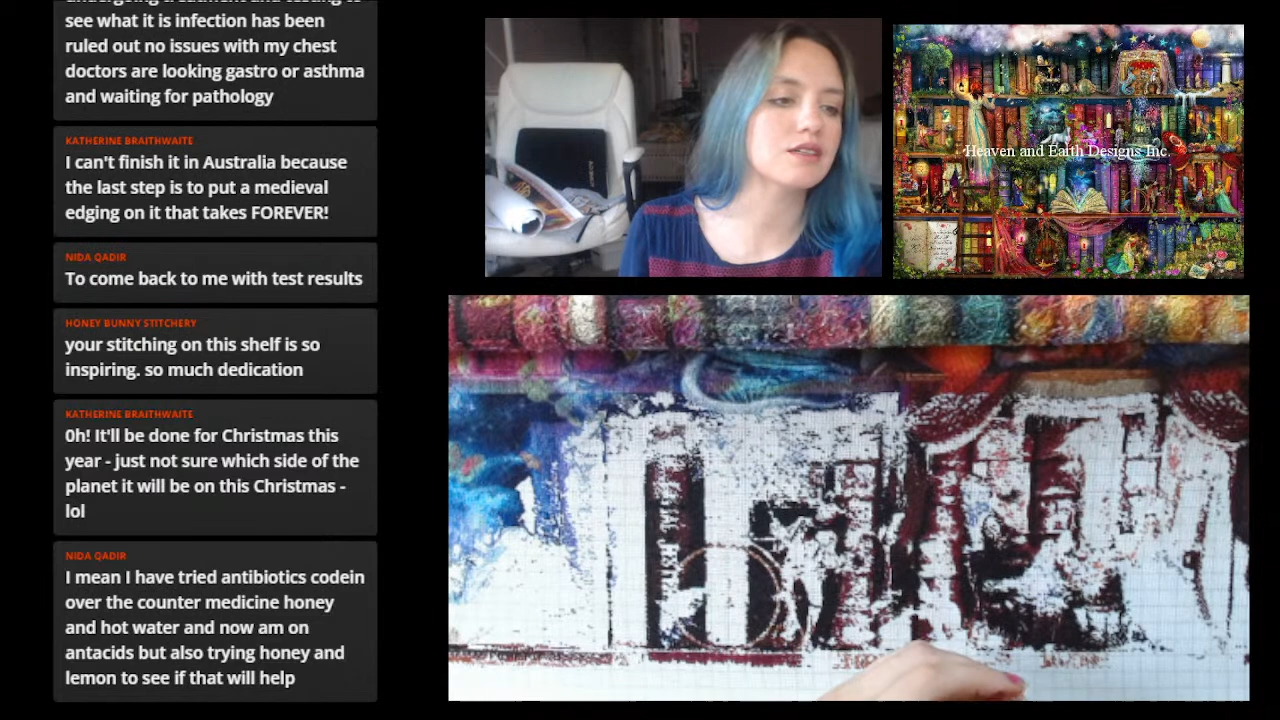 see what it is infection has been
ruled out no issues with my chest
doctors are looking gastro or asthma
and waiting for pathology
KATHERINE BRAITHWAITE
I can't finish it in Australia because
the last step is to put a medieval
edging on it that takes FOREVER!
NIDA QADIR
To come back to me with test results
HONEY BUNNY STITCHERY
your stitching on this shelf is so
inspiring. so much dedication
KATHERINE BRAITHWAITE
Oh! It'll be done for Christmas this
year - just not sure which side of the
planet it will be on this Christmas -
lol
NIDA QADIR
I mean I have tried antibiotics codein
over the counter medicine honey
and hot water and now am on
antacids but also trying honey and
lemon to see if that will help
Heaven and Earth Designs Inc.